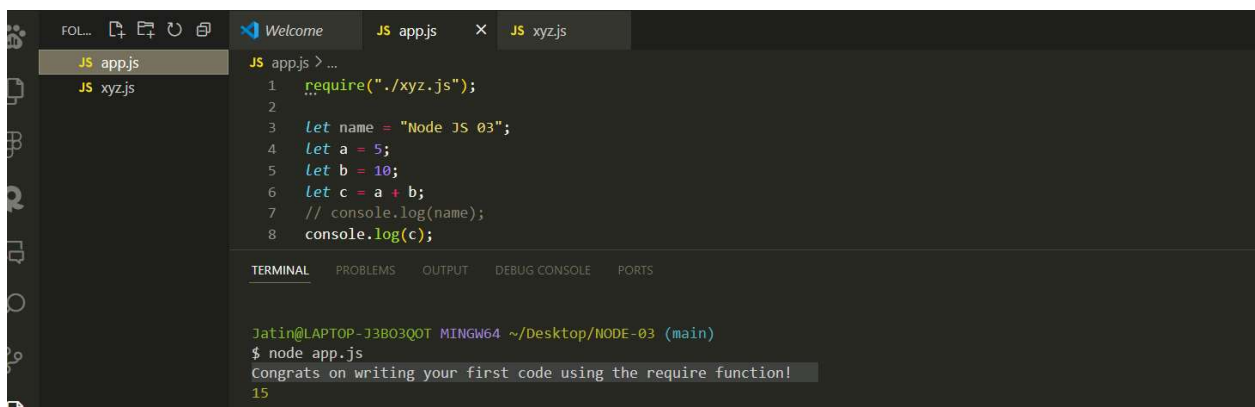 FOL...
JS app.js
JS xyz.js
Welcome
JS app.js
JS xyz.js
JS app.js > ...
1 require("./xyz.js");
2
3 let name = "Node JS 03";
4 let a = 5;
5 let b = 10;
6 let c = a + b;
7 // console.log(name);
8 console.log(c);
TERMINAL PROBLEMS OUTPUT DEBUG CONSOLE PORTS
Jatin@LAPTOP-J3BO3QOT MINGW64 ~/Desktop/NODE-03 (main)
$ node app.js
Congrats on writing your first code using the require function!
15